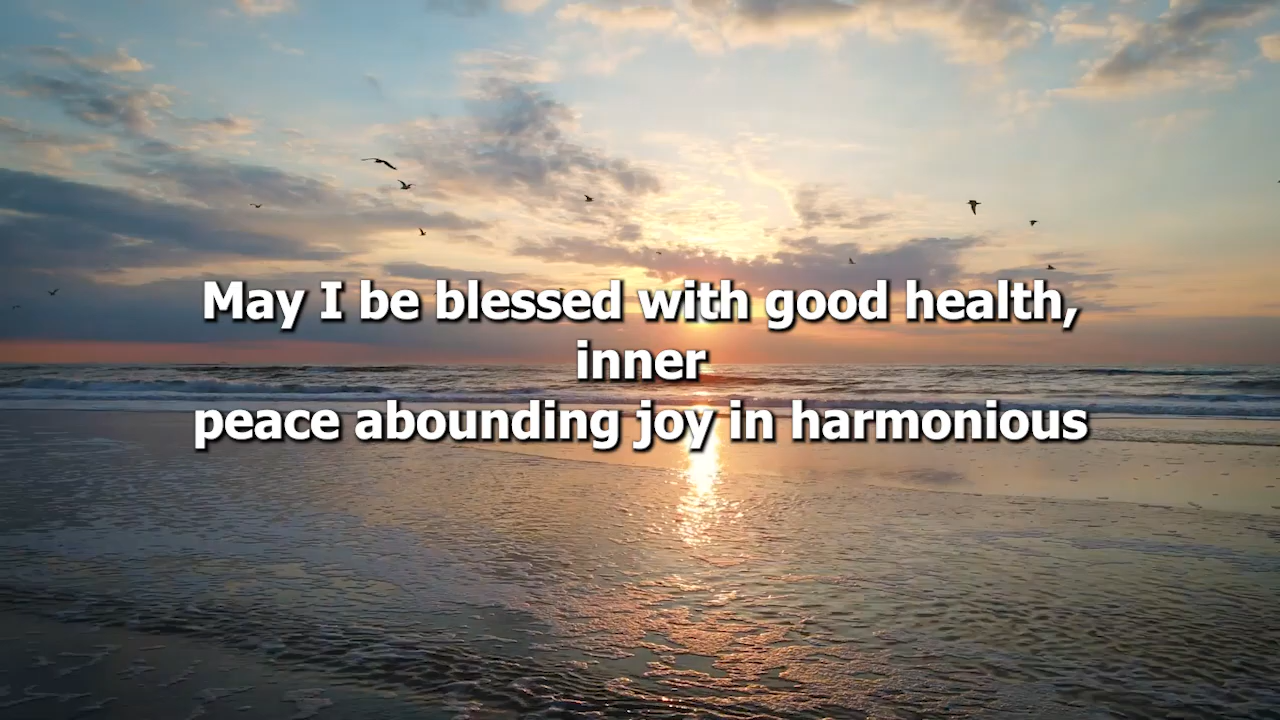 May I be blessed with good health,
inner
peace abounding joy in harmonious